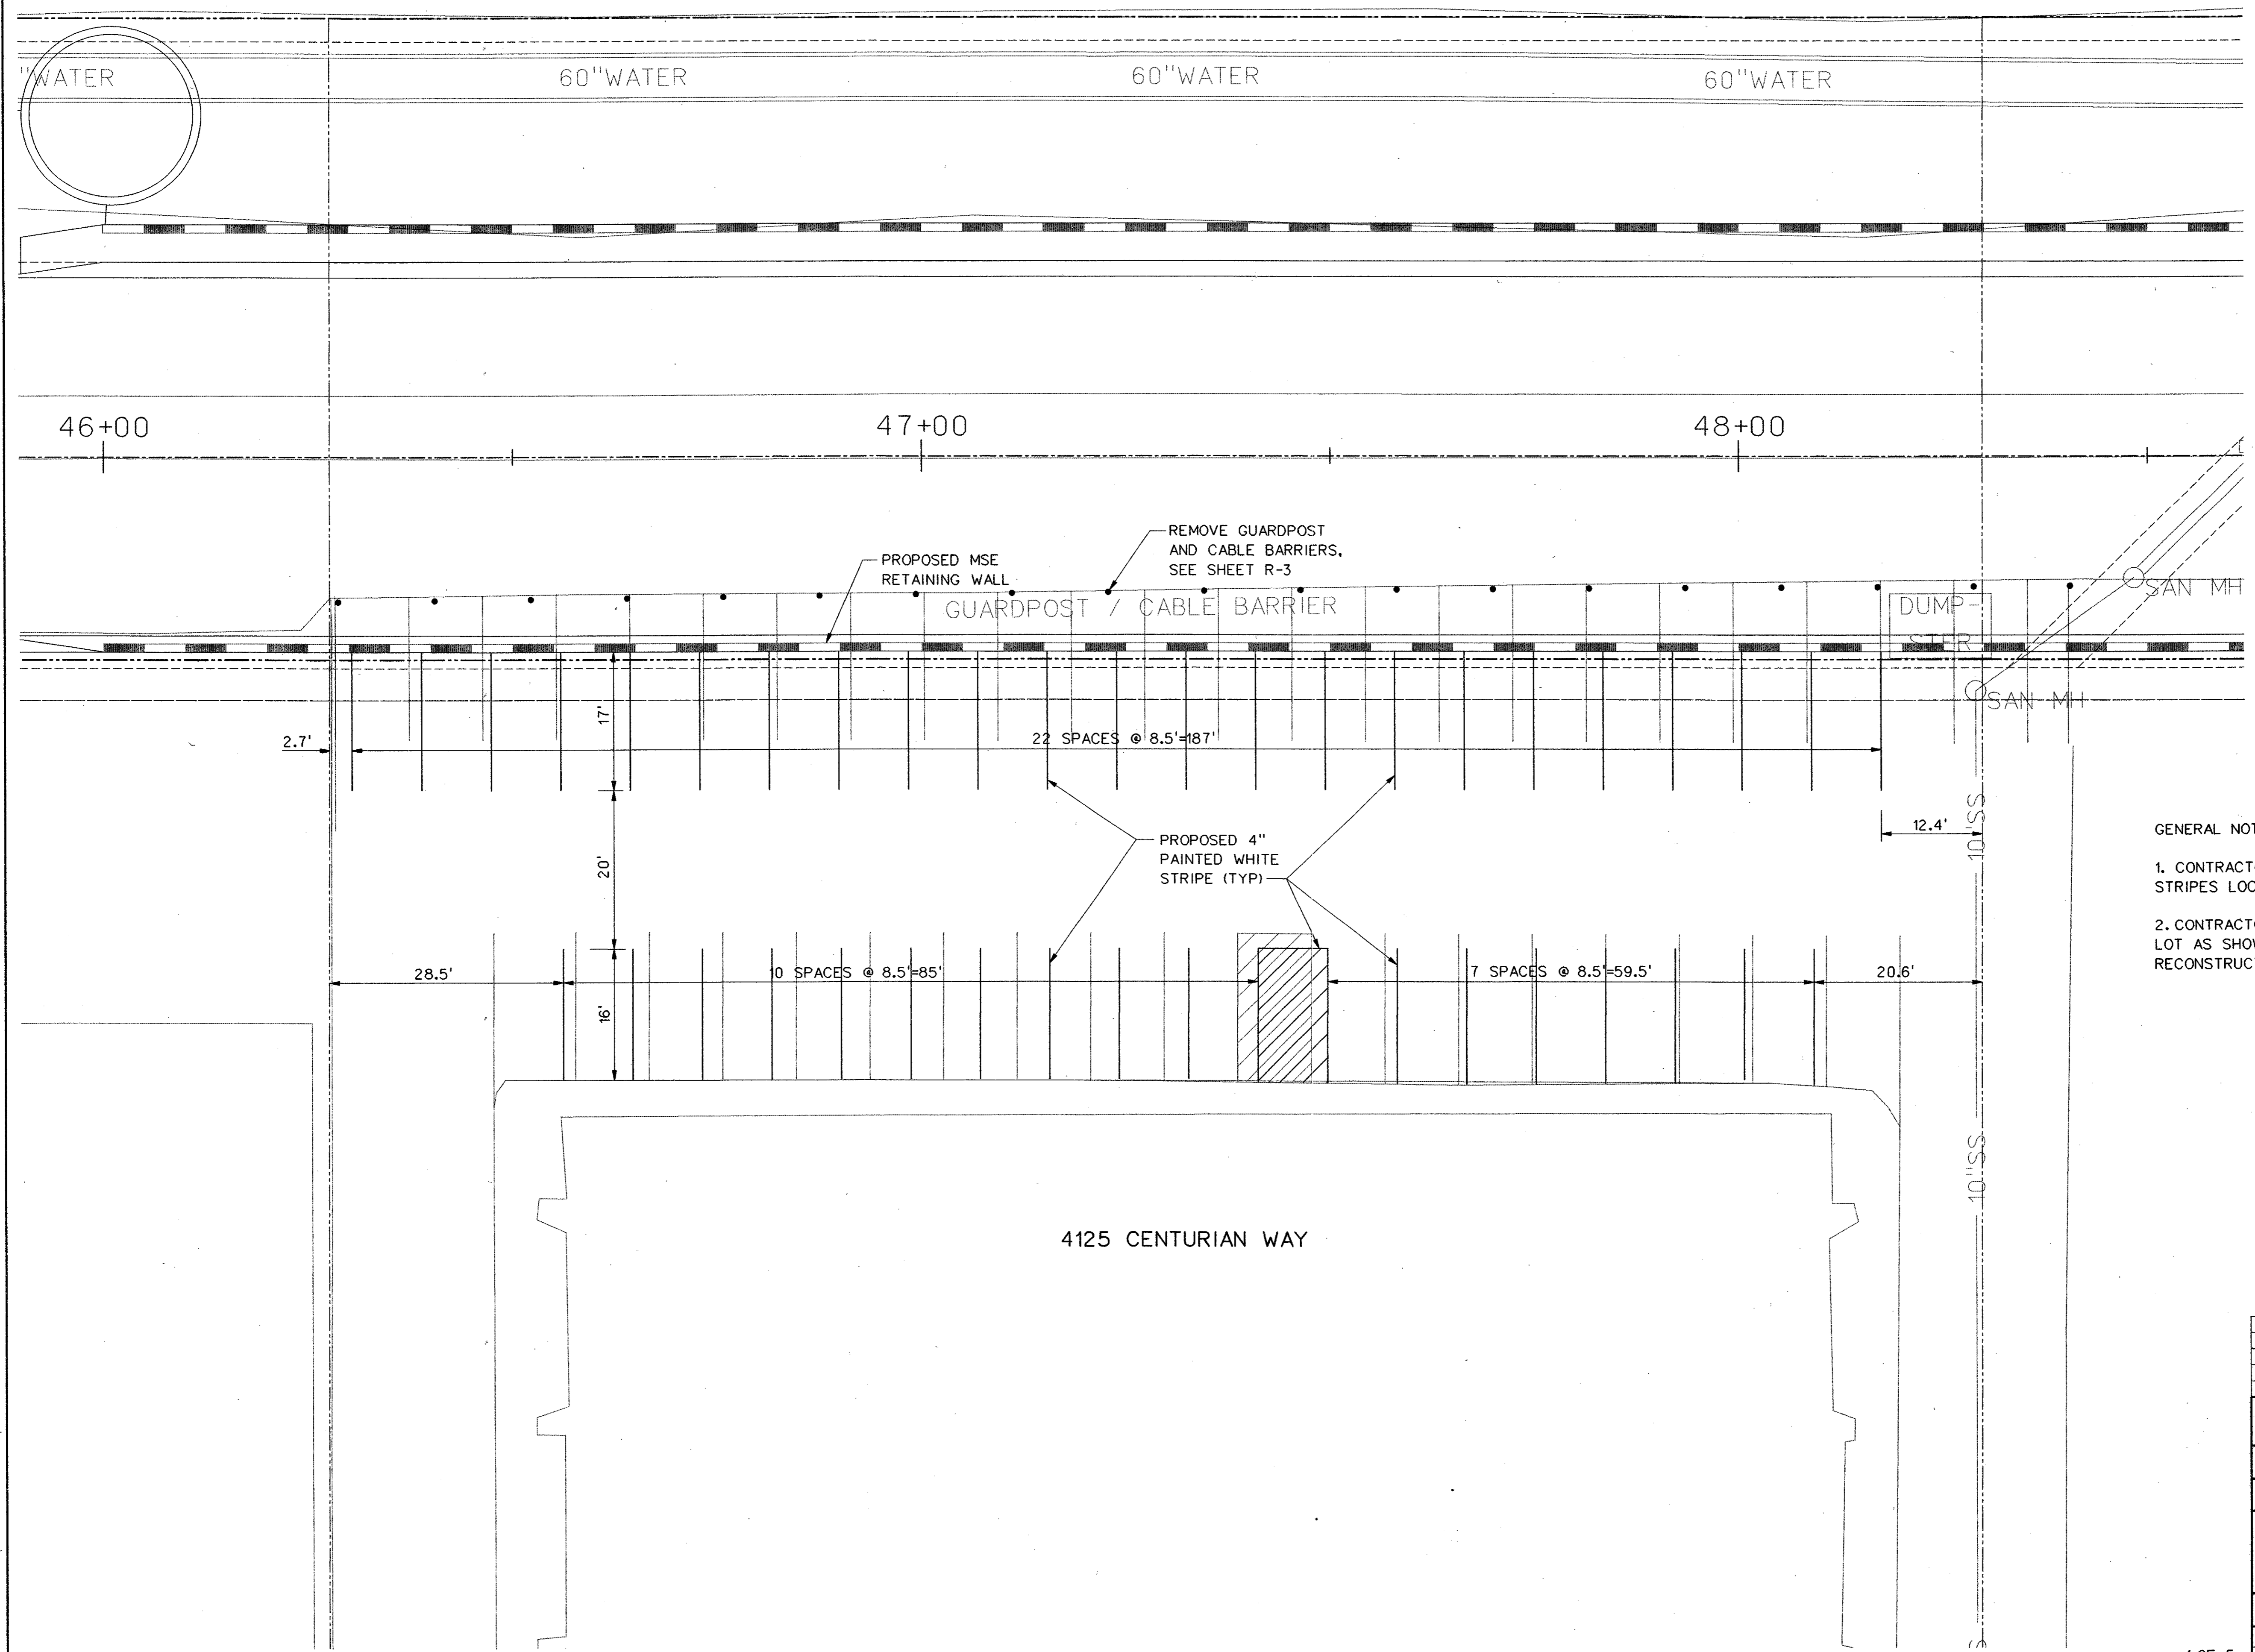 "WATER
60"WATER
60"WATER
60"WATER
46+00
47+00
48+00
REMOVE GUARDPOST
AND CABLE BARRIERS,
SEE SHEET R-3
PROPOSED MSE
RETAINING WALL
GUARDPOST / CABLE BARRIER
DUMP-
STER
SAN MH
SAN MH
17'
2.7'
22 SPACES @ 8.5'=187'
20'
PROPOSED 4"
PAINTED WHITE
STRIPE (TYP)
12.4'
10"SS
GENERAL NOT
1. CONTRACT
STRIPES LOC
2. CONTRACT
LOT AS SHO
RECONSTRUC
28.5'
10 SPACES @ 8.5'=85'
7 SPACES @ 8.5'=59.5'
20.6'
16'
10"SS
4125 CENTURIAN WAY